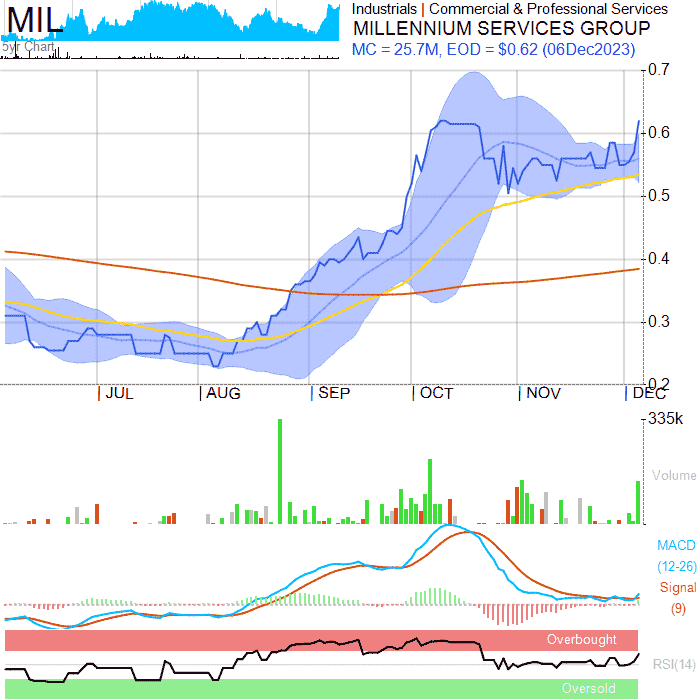 MIL
5yr Chart
Industrials | Commercial & Professional Services
MILLENNIUM SERVICES GROUP
MC = 25.7M, EOD = $0.62 (06Dec2023)
0.7
0.6
0.5
0.4
0.3
0.2
JUL
AUG
SEP
OCT
NOV
DEC
335k
Volume
MACD
(12-26)
Signal
(9)
Overbought
RSI(14)
Oversold